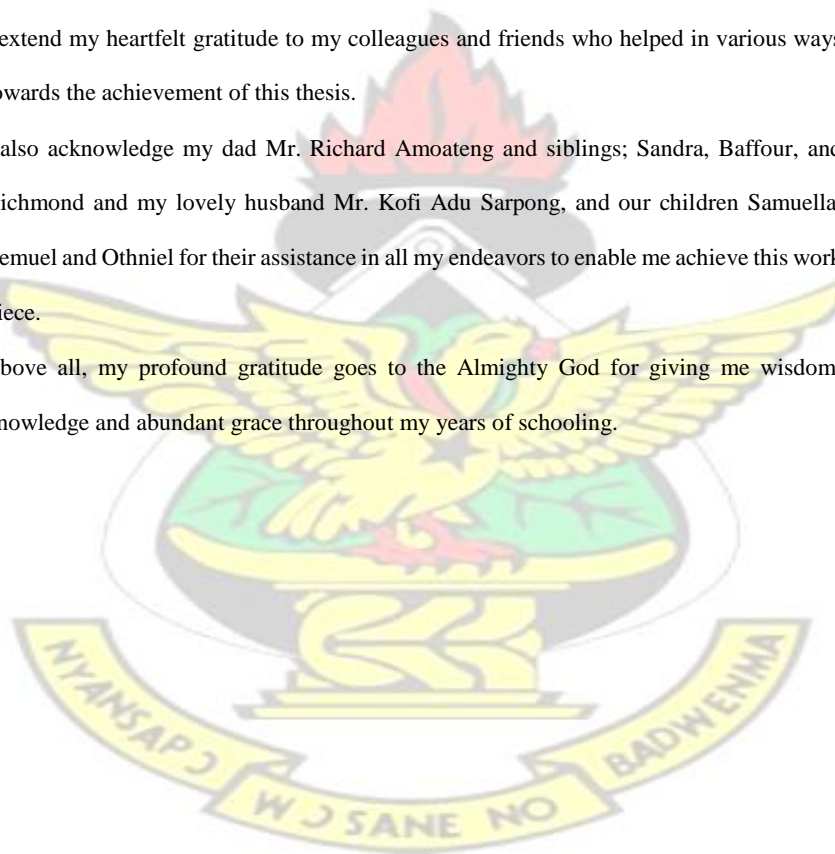 extend my heartfelt gratitude to my colleagues and friends who helped in various ways
owards the achievement of this thesis.
also acknowledge my dad Mr. Richard Amoateng and siblings; Sandra, Baffour, and
ichmond and my lovely husband Mr. Kofi Adu Sarpong, and our children Samuella
emuel and Othniel for their assistance in all my endeavors to enable me achieve this work
iece.
bove all, my profound gratitude goes to the Almighty God for giving me wisdom
nowledge and abundant grace throughout my years of schooling.
NYANSAPƆ
WƆSANE NO
BADWENMA